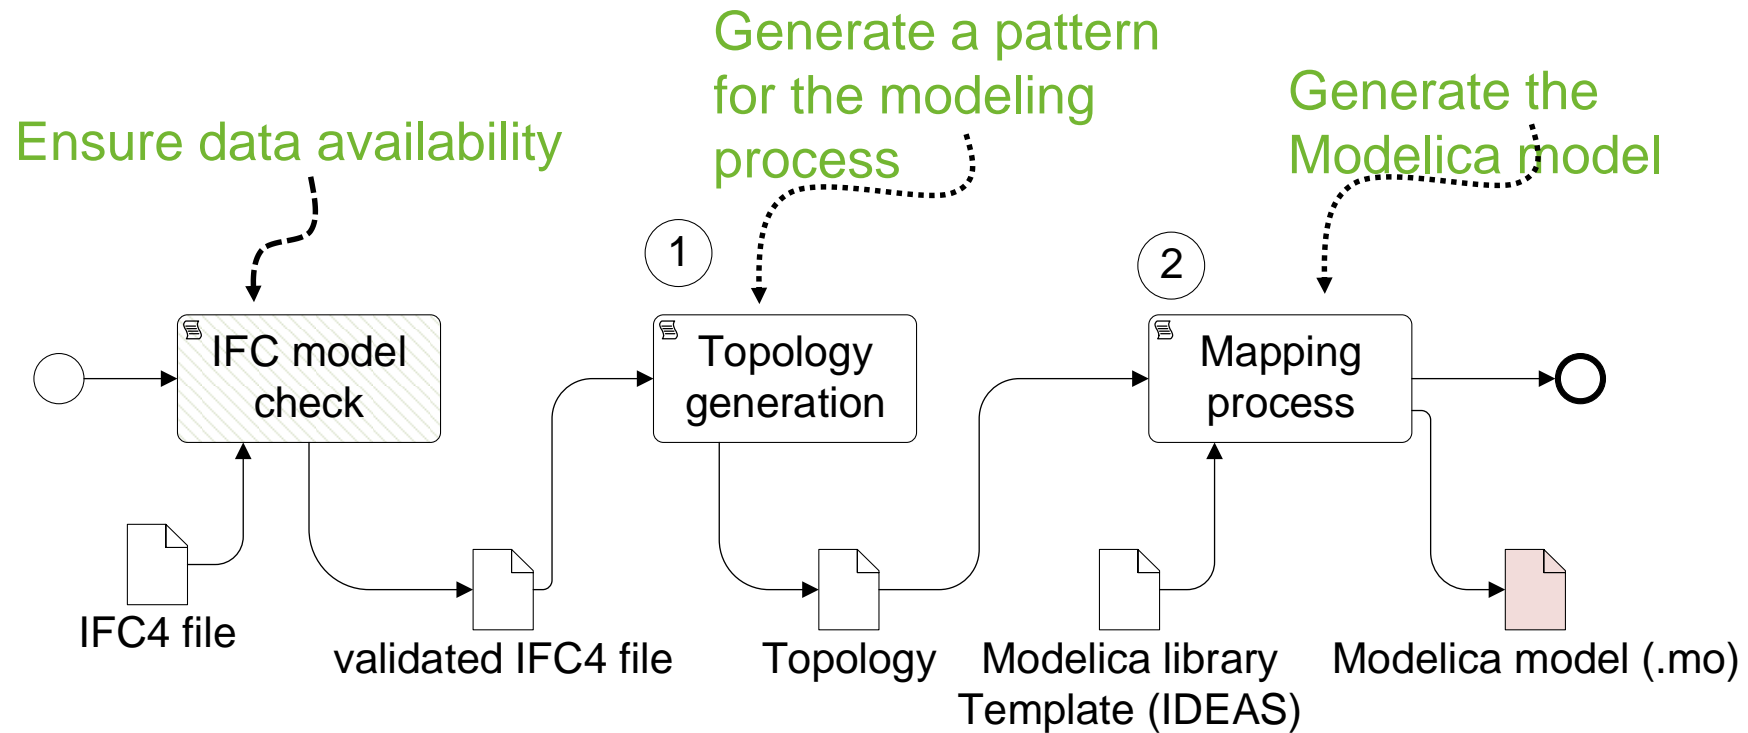 Ensure data availability
Generate a pattern
for the modeling
process
Generate the
Modelica model
1
2
IFC model
check
Topology
generation
Mapping
process
IFC4 file
validated IFC4 file
Topology
Modelica library
Template (IDEAS)
Modelica model (.mo)